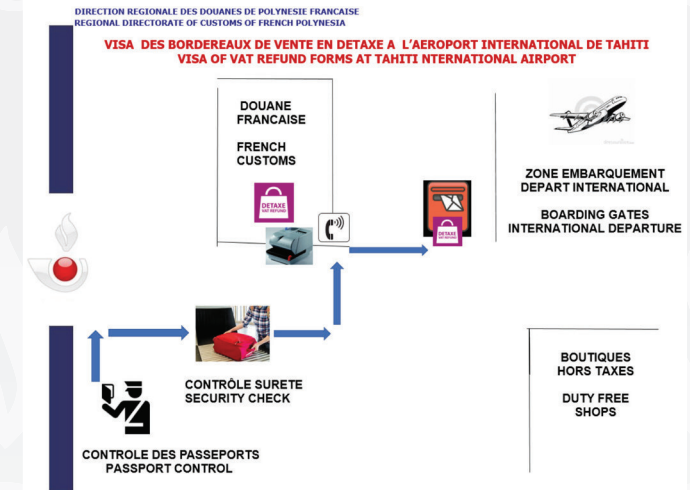 DIRECTION REGIONALE DES DOUANES DE POLYNESIE FRANCAISE
REGIONAL DIRECTORATE OF CUSTOMS OF FRENCH POLYNESIA
VISA DES BORDEREAUX DE VENTE EN DETAXE A L'AEROPORT INTERNATIONAL DE TAHITI
VISA OF VAT REFUND FORMS AT TAHITI NTERNATIONAL AIRPORT
DOUANE
FRANCAISE
FRENCH
CUSTOMS
DETAXE
VAT REFUND
ZONE EMBARQUEMENT
DEPART INTERNATIONAL
BOARDING GATES
INTERNATIONAL DEPARTURE
DETAXE
VAT REFUND
CONTRÔLE SURETE
SECURITY CHECK
BOUTIQUES
HORS TAXES
DUTY FREE
SHOPS
CONTROLE DES PASSEPORTS
PASSPORT CONTROL